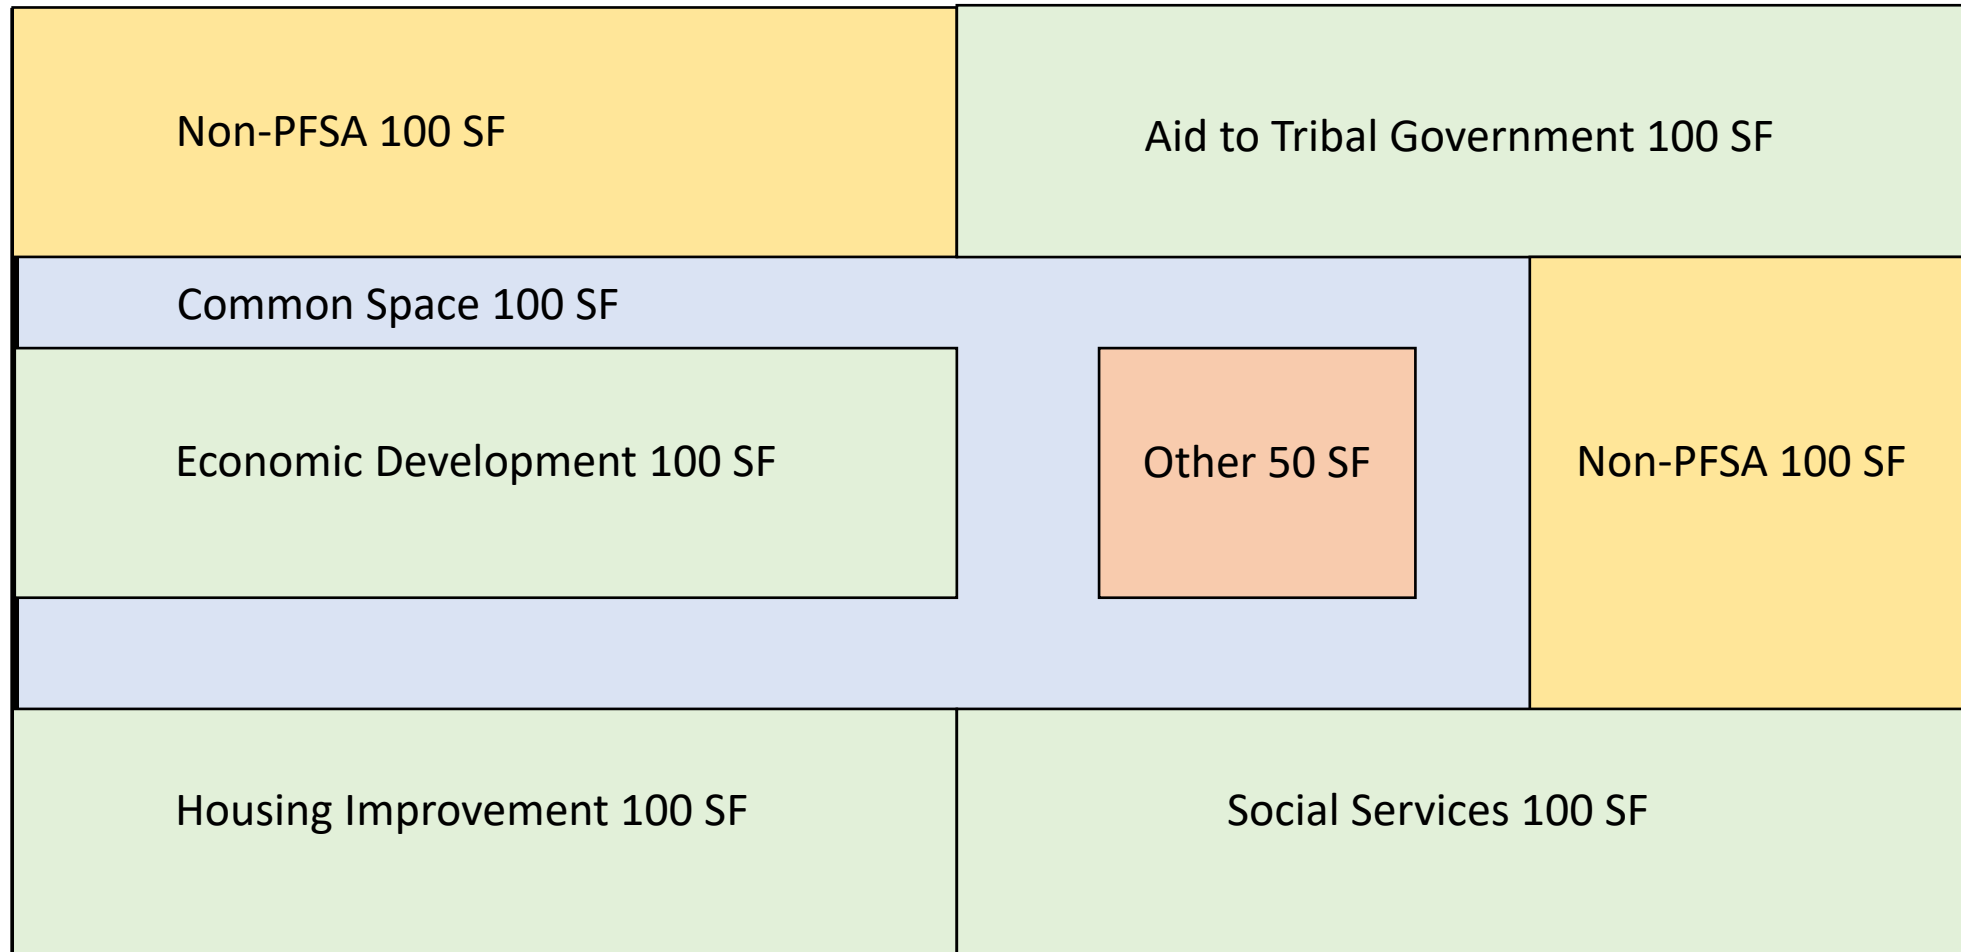 Non-PFSA 100 SF
Aid to Tribal Government 100 SF
Common Space 100 SF
Economic Development 100 SF
Other 50 SF
Non-PFSA 100 SF
Housing Improvement 100 SF
Social Services 100 SF